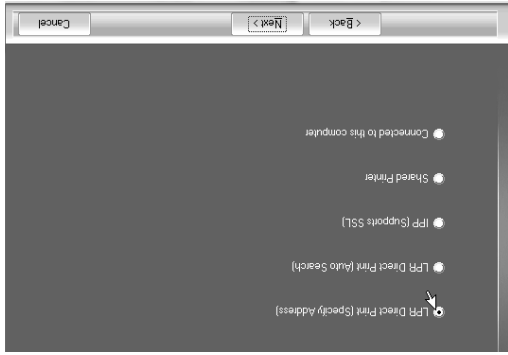 LPR Direct Print (Specify Address)
LPR Direct Print (Auto Search)
IPP (Supports SSL)
Shared Printer
Connected to this computer
< Back
Next >
Cancel